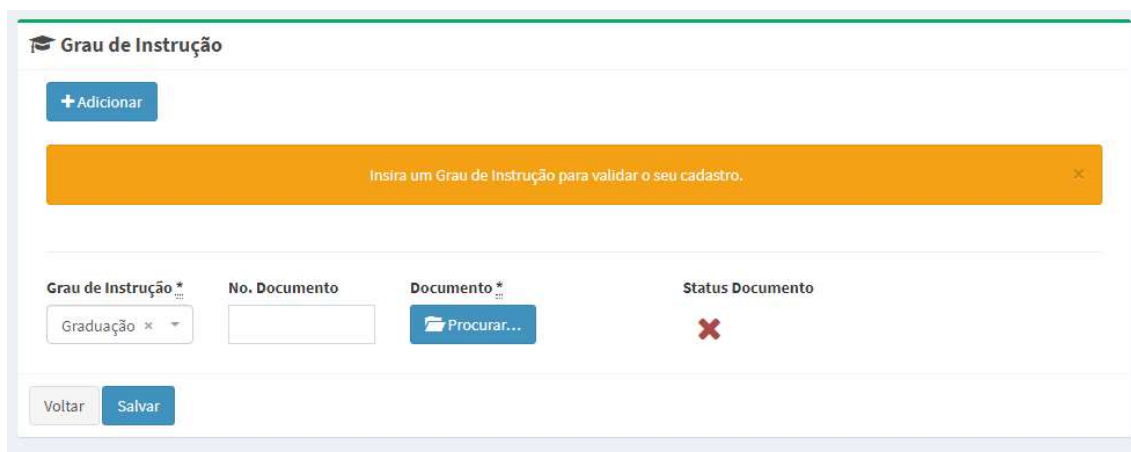 Grau de Instrução
+ Adicionar
Insira um Grau de Instrução para validar o seu cadastro. ×
Grau de Instrução * No. Documento Documento * Status Documento
Graduação × Procurar...
Voltar Salvar